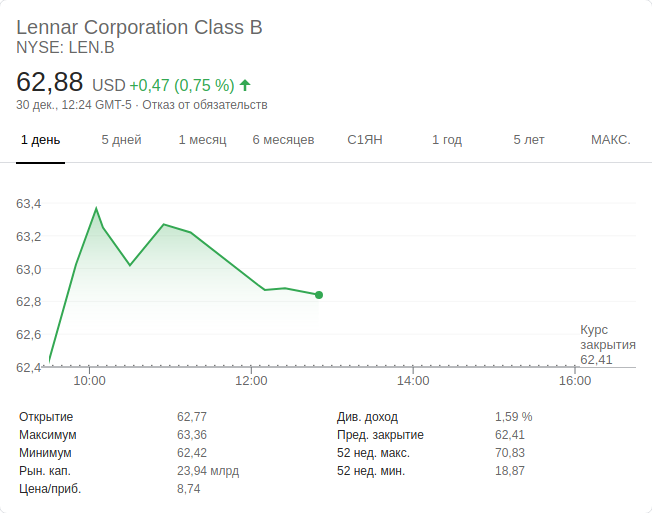 Lennar Corporation Class B
NYSE: LEN.B
62,88 USD +0,47 (0,75 %)
30 дек., 12:24 GMT-5 · Отказ от обязательств
1 день 5 дней 1 месяц 6 месяцев С1ЯН 1 год 5 лет МАКС.
63,4
63,2
63,0
62,8
62,6
62,4
Курс
закрытия
62,41
10:00 12:00 14:00 16:00
Открытие 62,77
Максимум 63,36
Минимум 62,42
Рын. кап. 23,94 млрд
Цена/приб. 8,74
Див. доход 1,59 %
Пред. закрытие 62,41
52 нед. макс. 70,83
52 нед. мин. 18,87